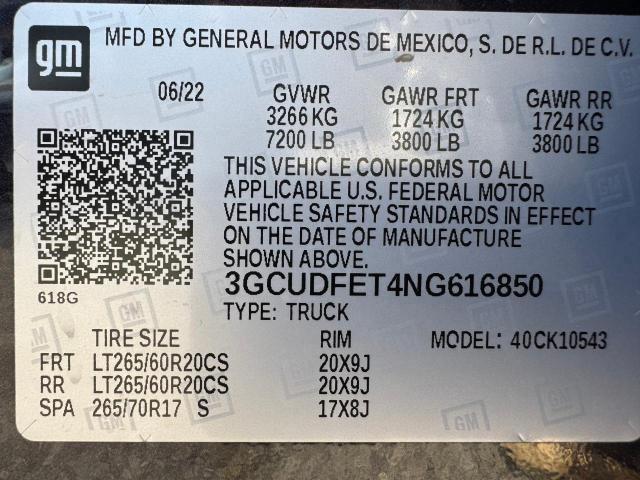 gm
MFD BY GENERAL MOTORS DE MEXICO, S. DE R.L. DE C.V.
06/22 GVWR GAWR FRT GAWR RR
3266 KG 1724 KG 1724 KG
7200 LB 3800 LB 3800 LB
THIS VEHICLE CONFORMS TO ALL
APPLICABLE U.S. FEDERAL MOTOR
VEHICLE SAFETY STANDARDS IN EFFECT
ON THE DATE OF MANUFACTURE
SHOWN ABOVE.
3GCUDFET4NG616850
618G
TYPE: TRUCK
TIRE SIZE RIM MODEL: 40CK10543
FRT LT265/60R20CS 20X9J
RR LT265/60R20CS 20X9J
SPA 265/70R17 S 17X8J